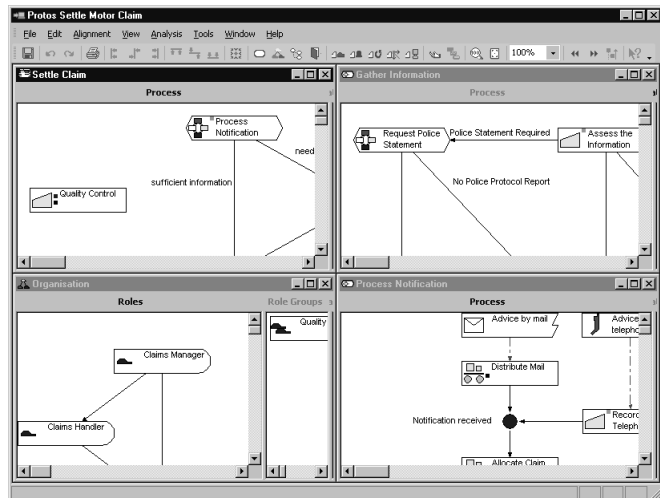 Protos Settle Motor Claim
File Edit Alignment View Analysis Tools Window Help
100%
Settle Claim
Process
Process
Notification
need
sufficient information
Quality Control
Gather Information
Process
Request Police
Statement
Police Statement Required
Assess the
Information
No Police Protocol Report
Organisation
Roles
Role Groups
Quality
Claims Manager
Claims Handler
Process Notification
Process
Advice by mail
Advice
telepho
Distribute Mail
Notification received
Record
Teleph
Allocate Claim